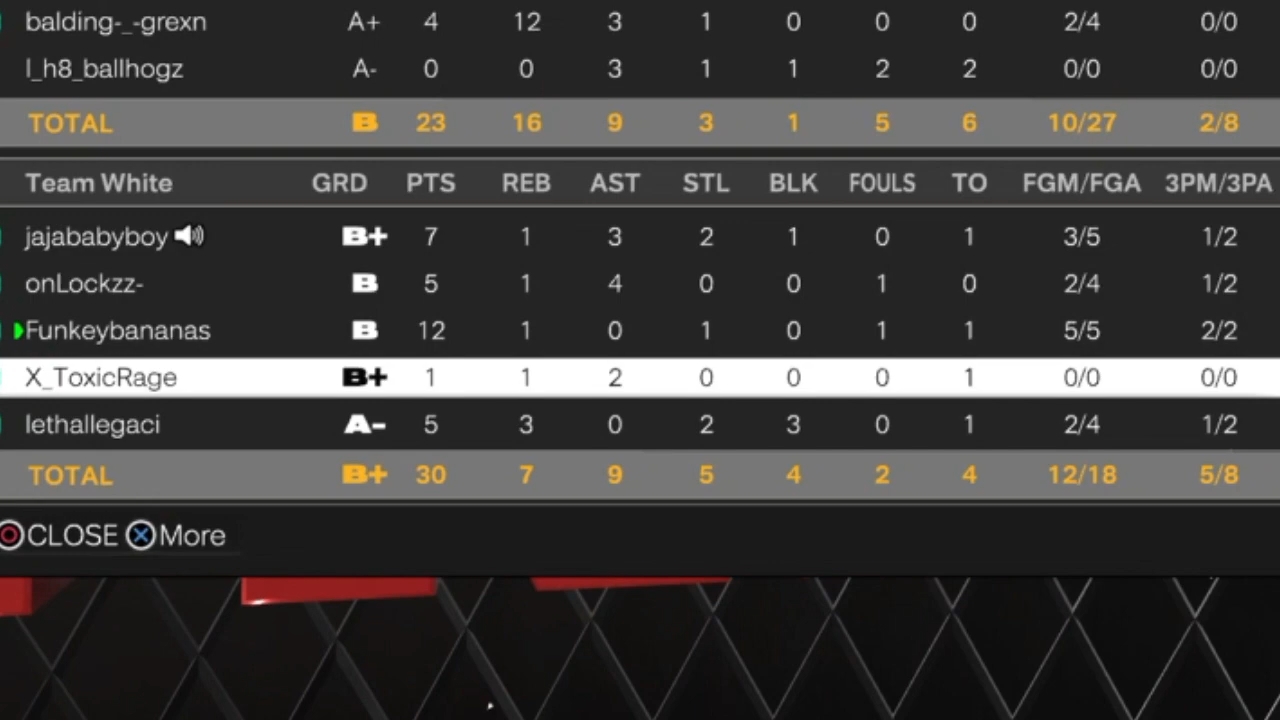 balding-_-grexn A+ 4 12 3 1 0 0 0 2/4 0/0
l_h8_ballhogz A- 0 0 3 1 1 2 2 0/0 0/0
TOTAL B 23 16 9 3 1 5 6 10/27 2/8
Team White GRD PTS REB AST STL BLK FOULS TO FGM/FGA 3PM/3PA
jajababyboy B+ 7 1 3 2 1 0 1 3/5 1/2
onLockzz- B 5 1 4 0 0 1 0 2/4 1/2
Funkeybananas B 12 1 0 1 0 1 1 5/5 2/2
X_ToxicRage B+ 1 1 2 0 0 0 1 0/0 0/0
lethallegaci A- 5 3 0 2 3 0 1 2/4 1/2
TOTAL B+ 30 7 9 5 4 2 4 12/18 5/8
CLOSE More